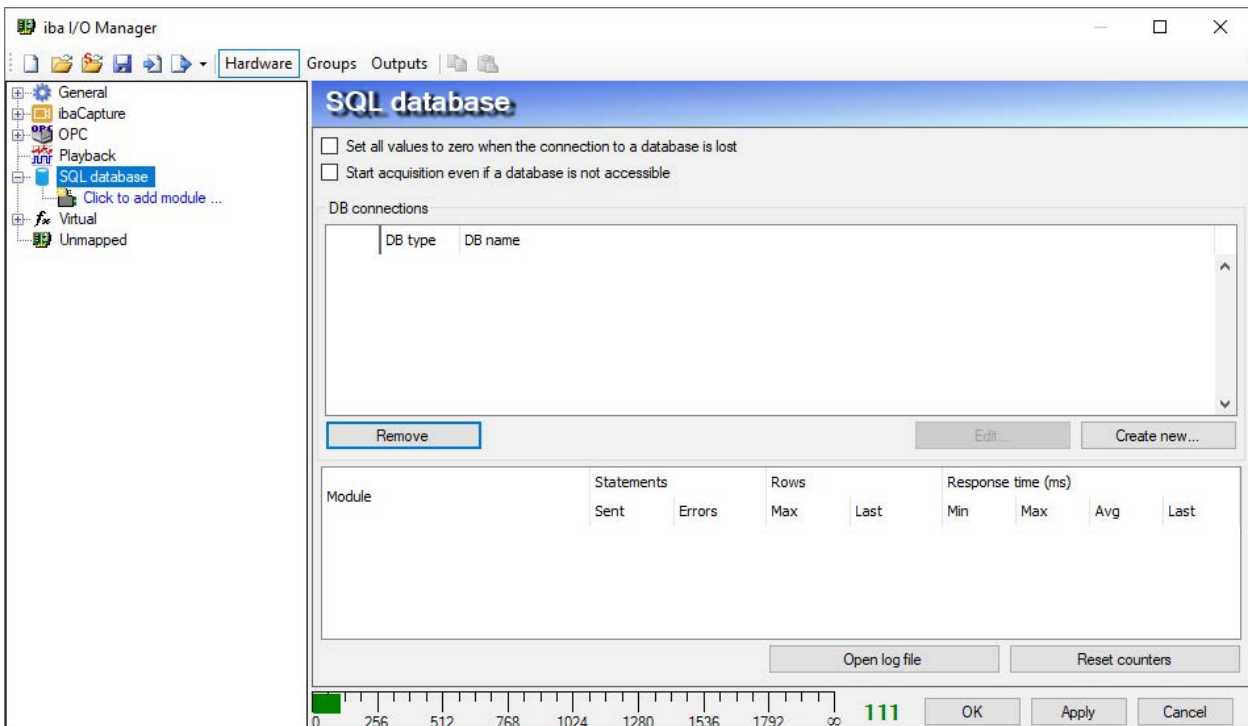 iba I/O Manager
Hardware Groups Outputs
General
ibaCapture
OPC
Playback
SQL database
Click to add module ...
Virtual
Unmapped
SQL database
Set all values to zero when the connection to a database is lost
Start acquisition even if a database is not accessible
DB connections
DB type DB name
Remove Edit... Create new...
Module Statements Rows Response time (ms)
Sent Errors Max Last Min Max Avg Last
Open log file Reset counters
0 256 512 768 1024 1280 1536 1792 ∞ 111 OK Apply Cancel